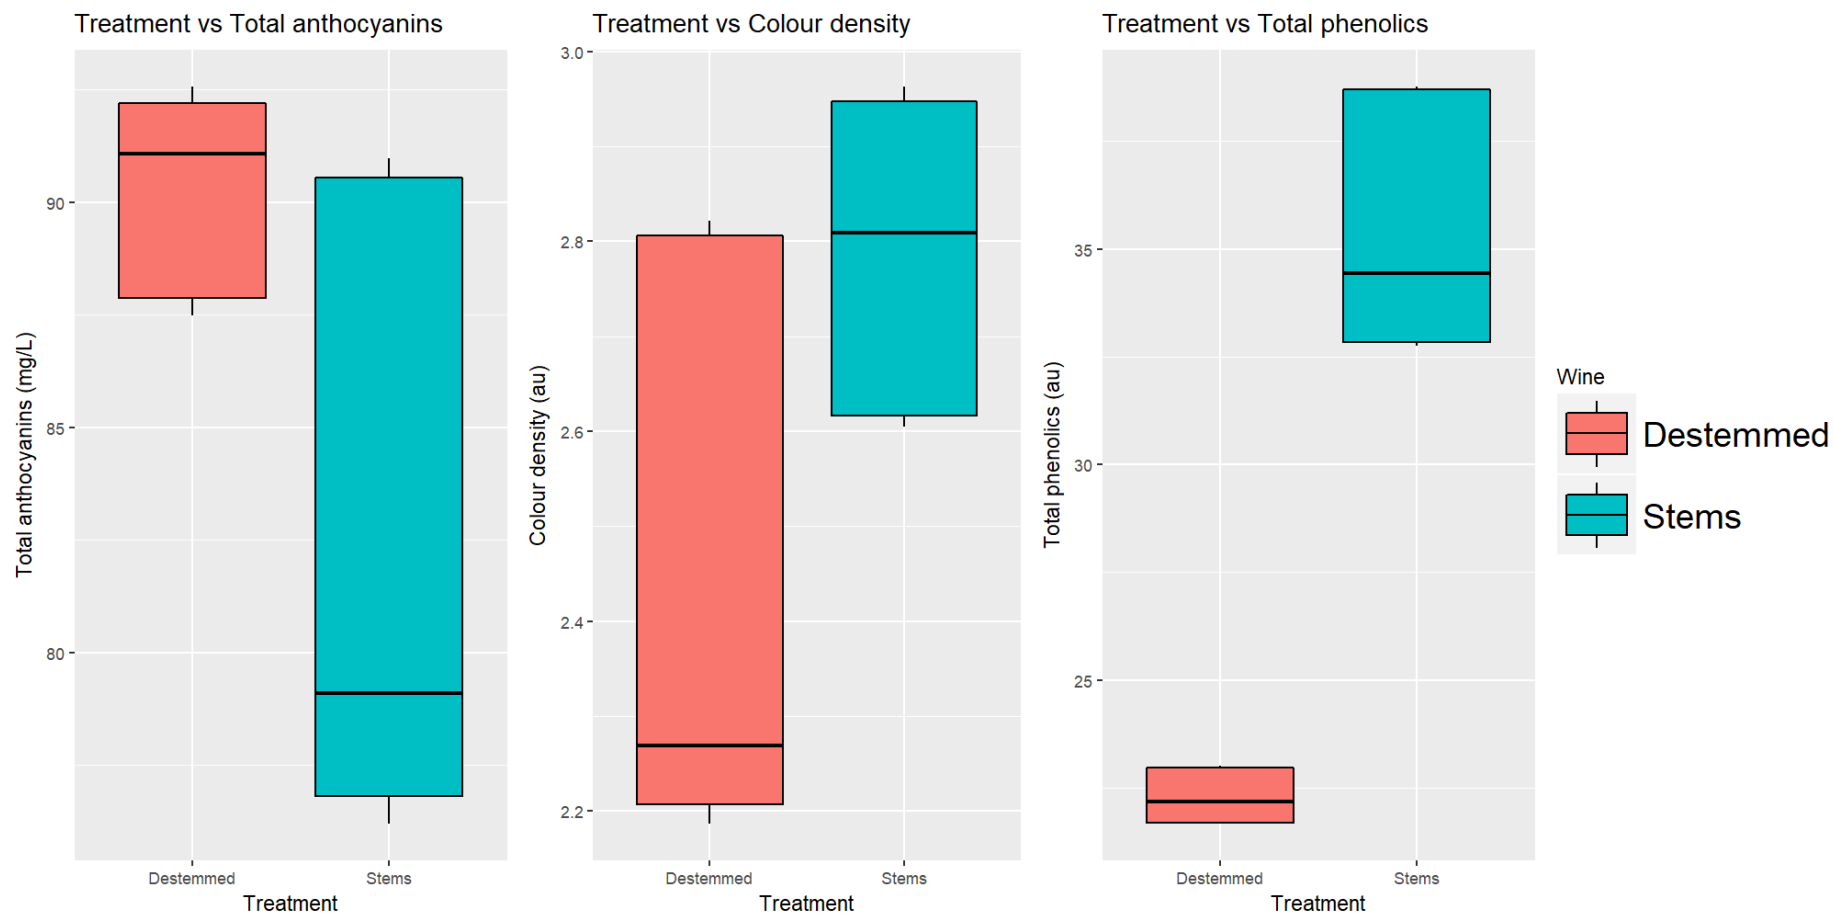 Treatment vs Total anthocyanins
Total anthocyanins (mg/L)
90
85
80
Destemmed
Stems
Treatment
Treatment vs Colour density
Colour density (au)
3.0
2.8
2.6
2.4
2.2
Destemmed
Stems
Treatment
Treatment vs Total phenolics
Total phenolics (au)
35
30
25
Destemmed
Stems
Treatment
Wine
Destemmed
Stems